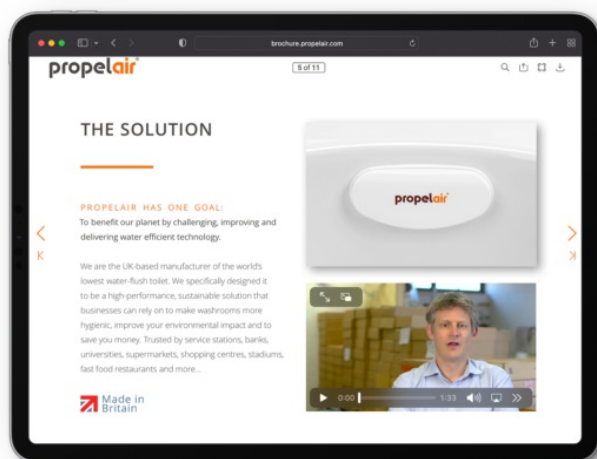 brochure.propelair.com
propelair
5 of 11
THE SOLUTION
PROPELAIR HAS ONE GOAL:
To benefit our planet by challenging, improving and
delivering water efficient technology.
We are the UK-based manufacturer of the world's
lowest water-flush toilet. We specifically designed it
to be a high-performance, sustainable solution that
businesses can rely on to make washrooms more
hygienic, improve your environmental impact and to
save you money. Trusted by service stations, banks,
universities, supermarkets, shopping centres, stadiums,
fast food restaurants and more...
Made in
Britain
propelair
0:00
1:33